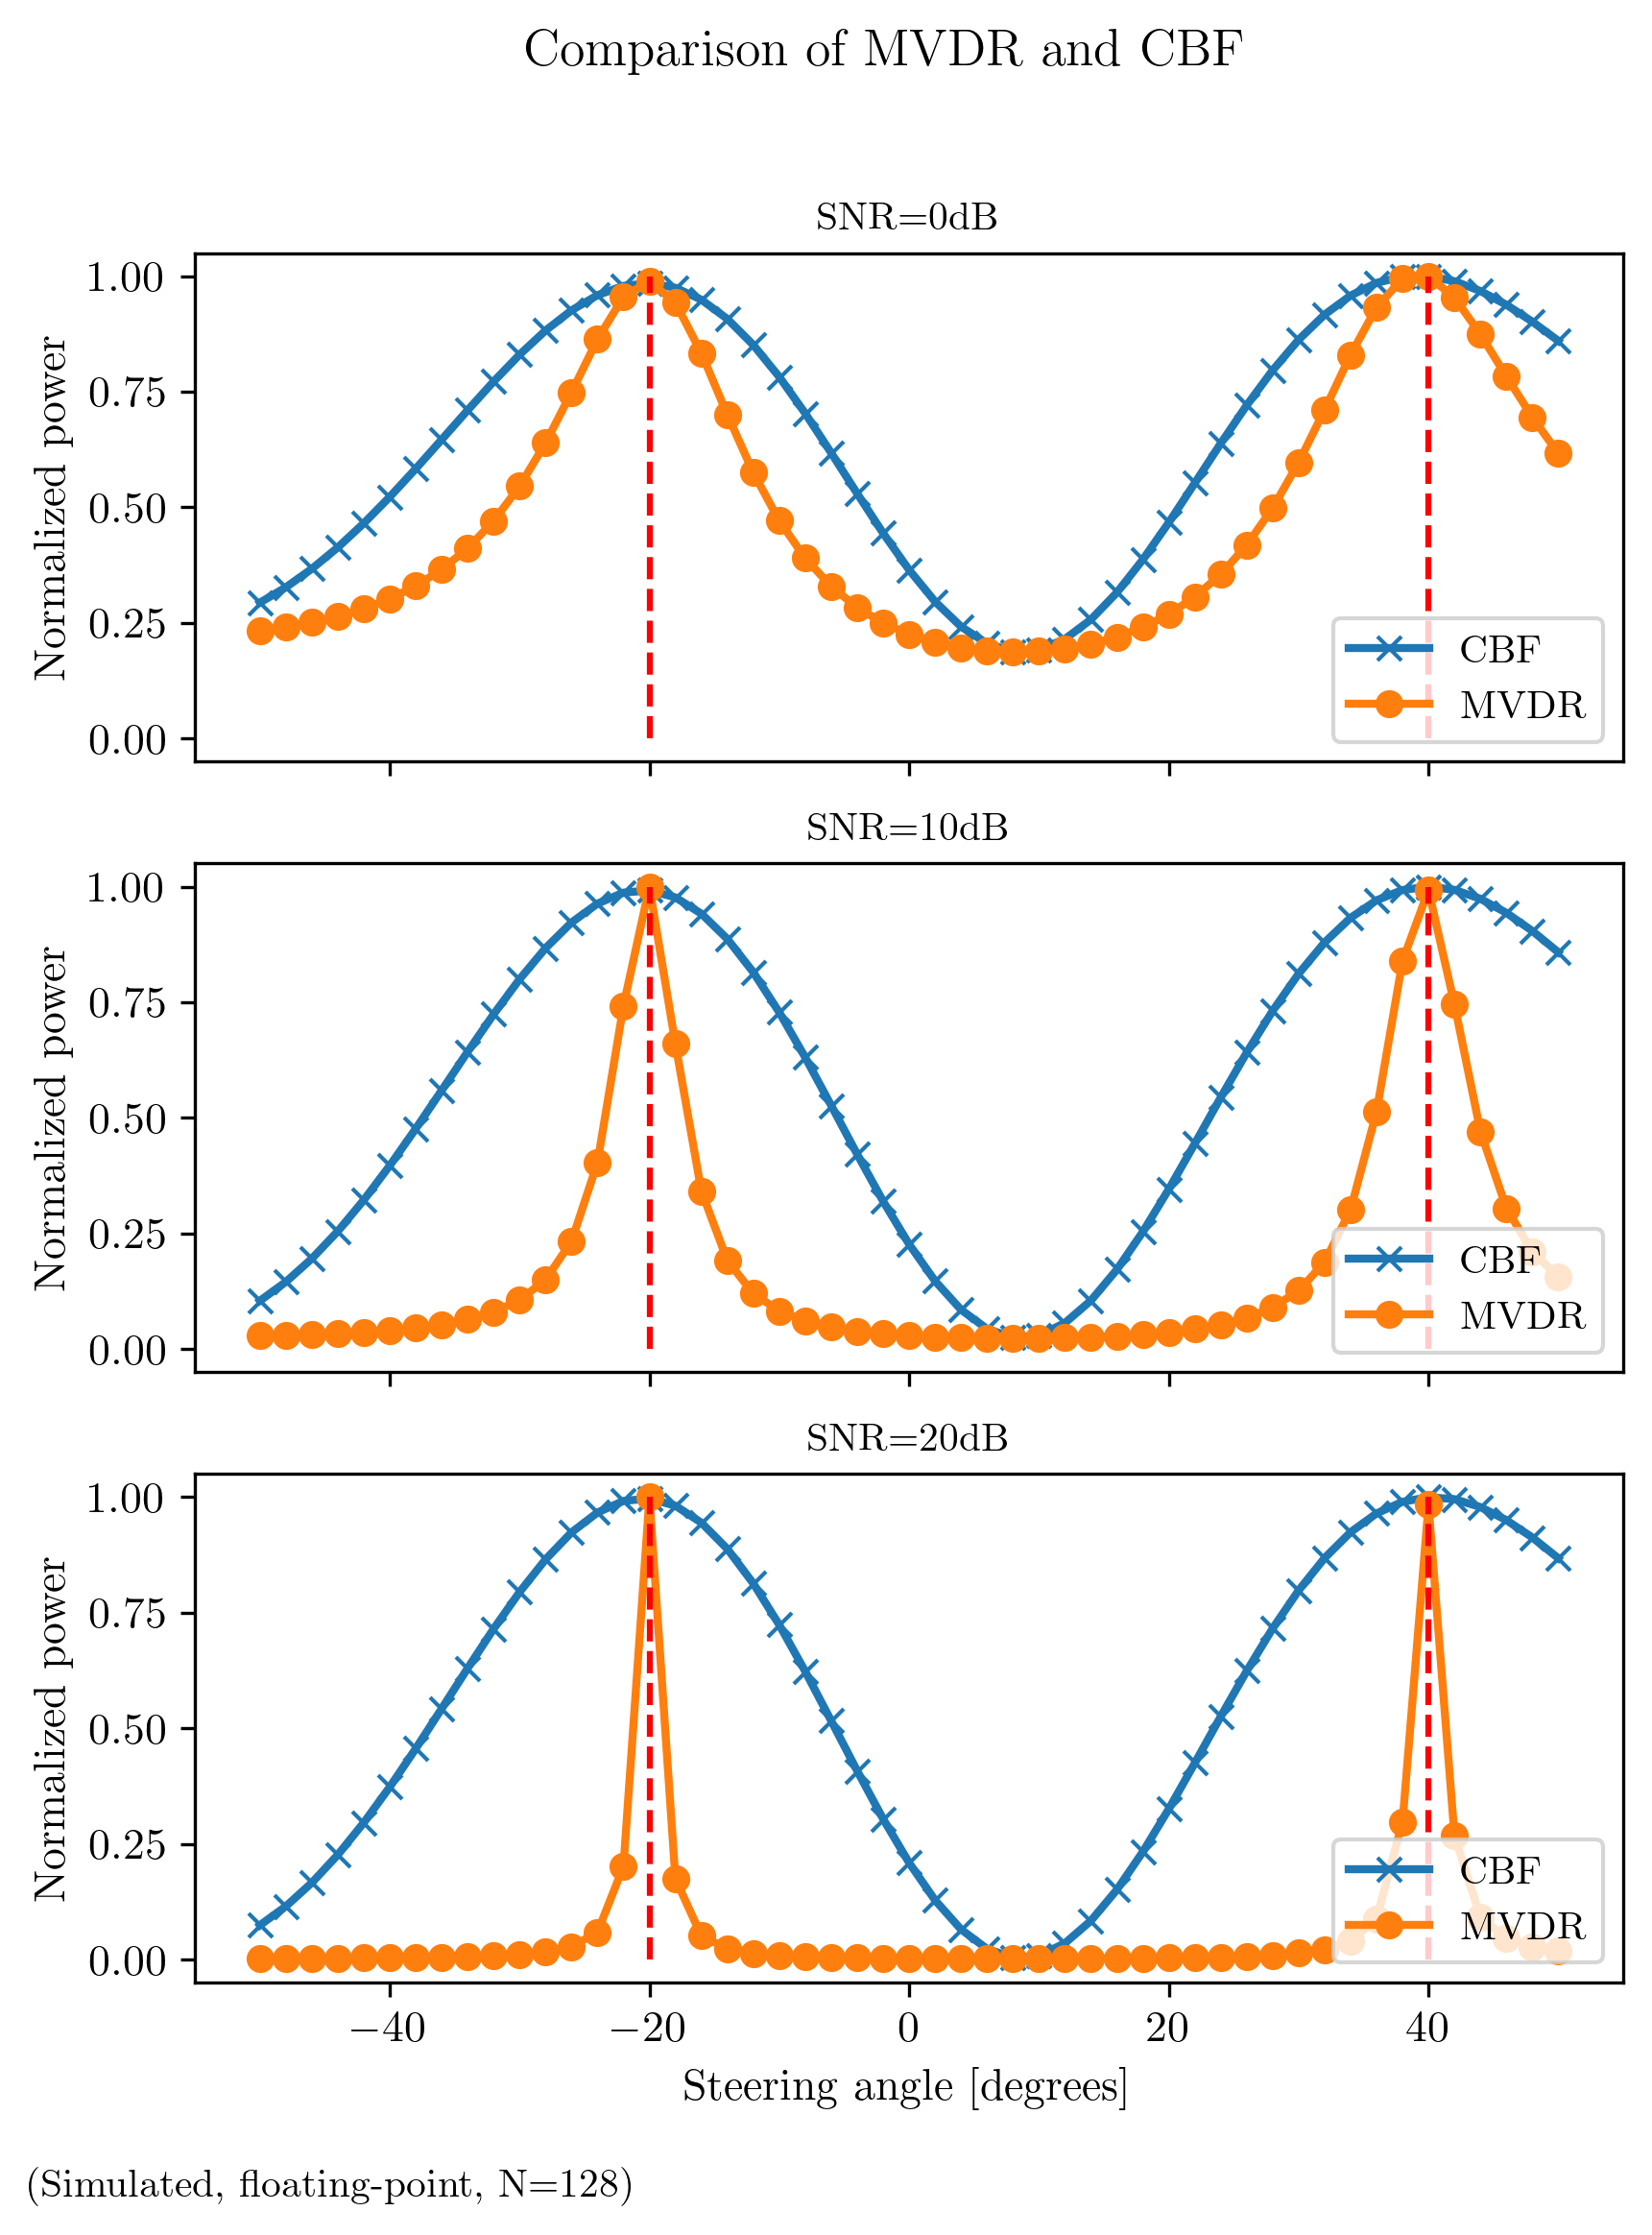 Comparison of MVDR and CBF
SNR=0dB
Normalized power
1.00
0.75
0.50
0.25
0.00
CBF
MVDR
SNR=10dB
Normalized power
1.00
0.75
0.50
0.25
0.00
CBF
MVDR
SNR=20dB
Normalized power
1.00
0.75
0.50
0.25
0.00
CBF
MVDR
−40 −20 0 20 40
Steering angle [degrees]
(Simulated, floating-point, N=128)